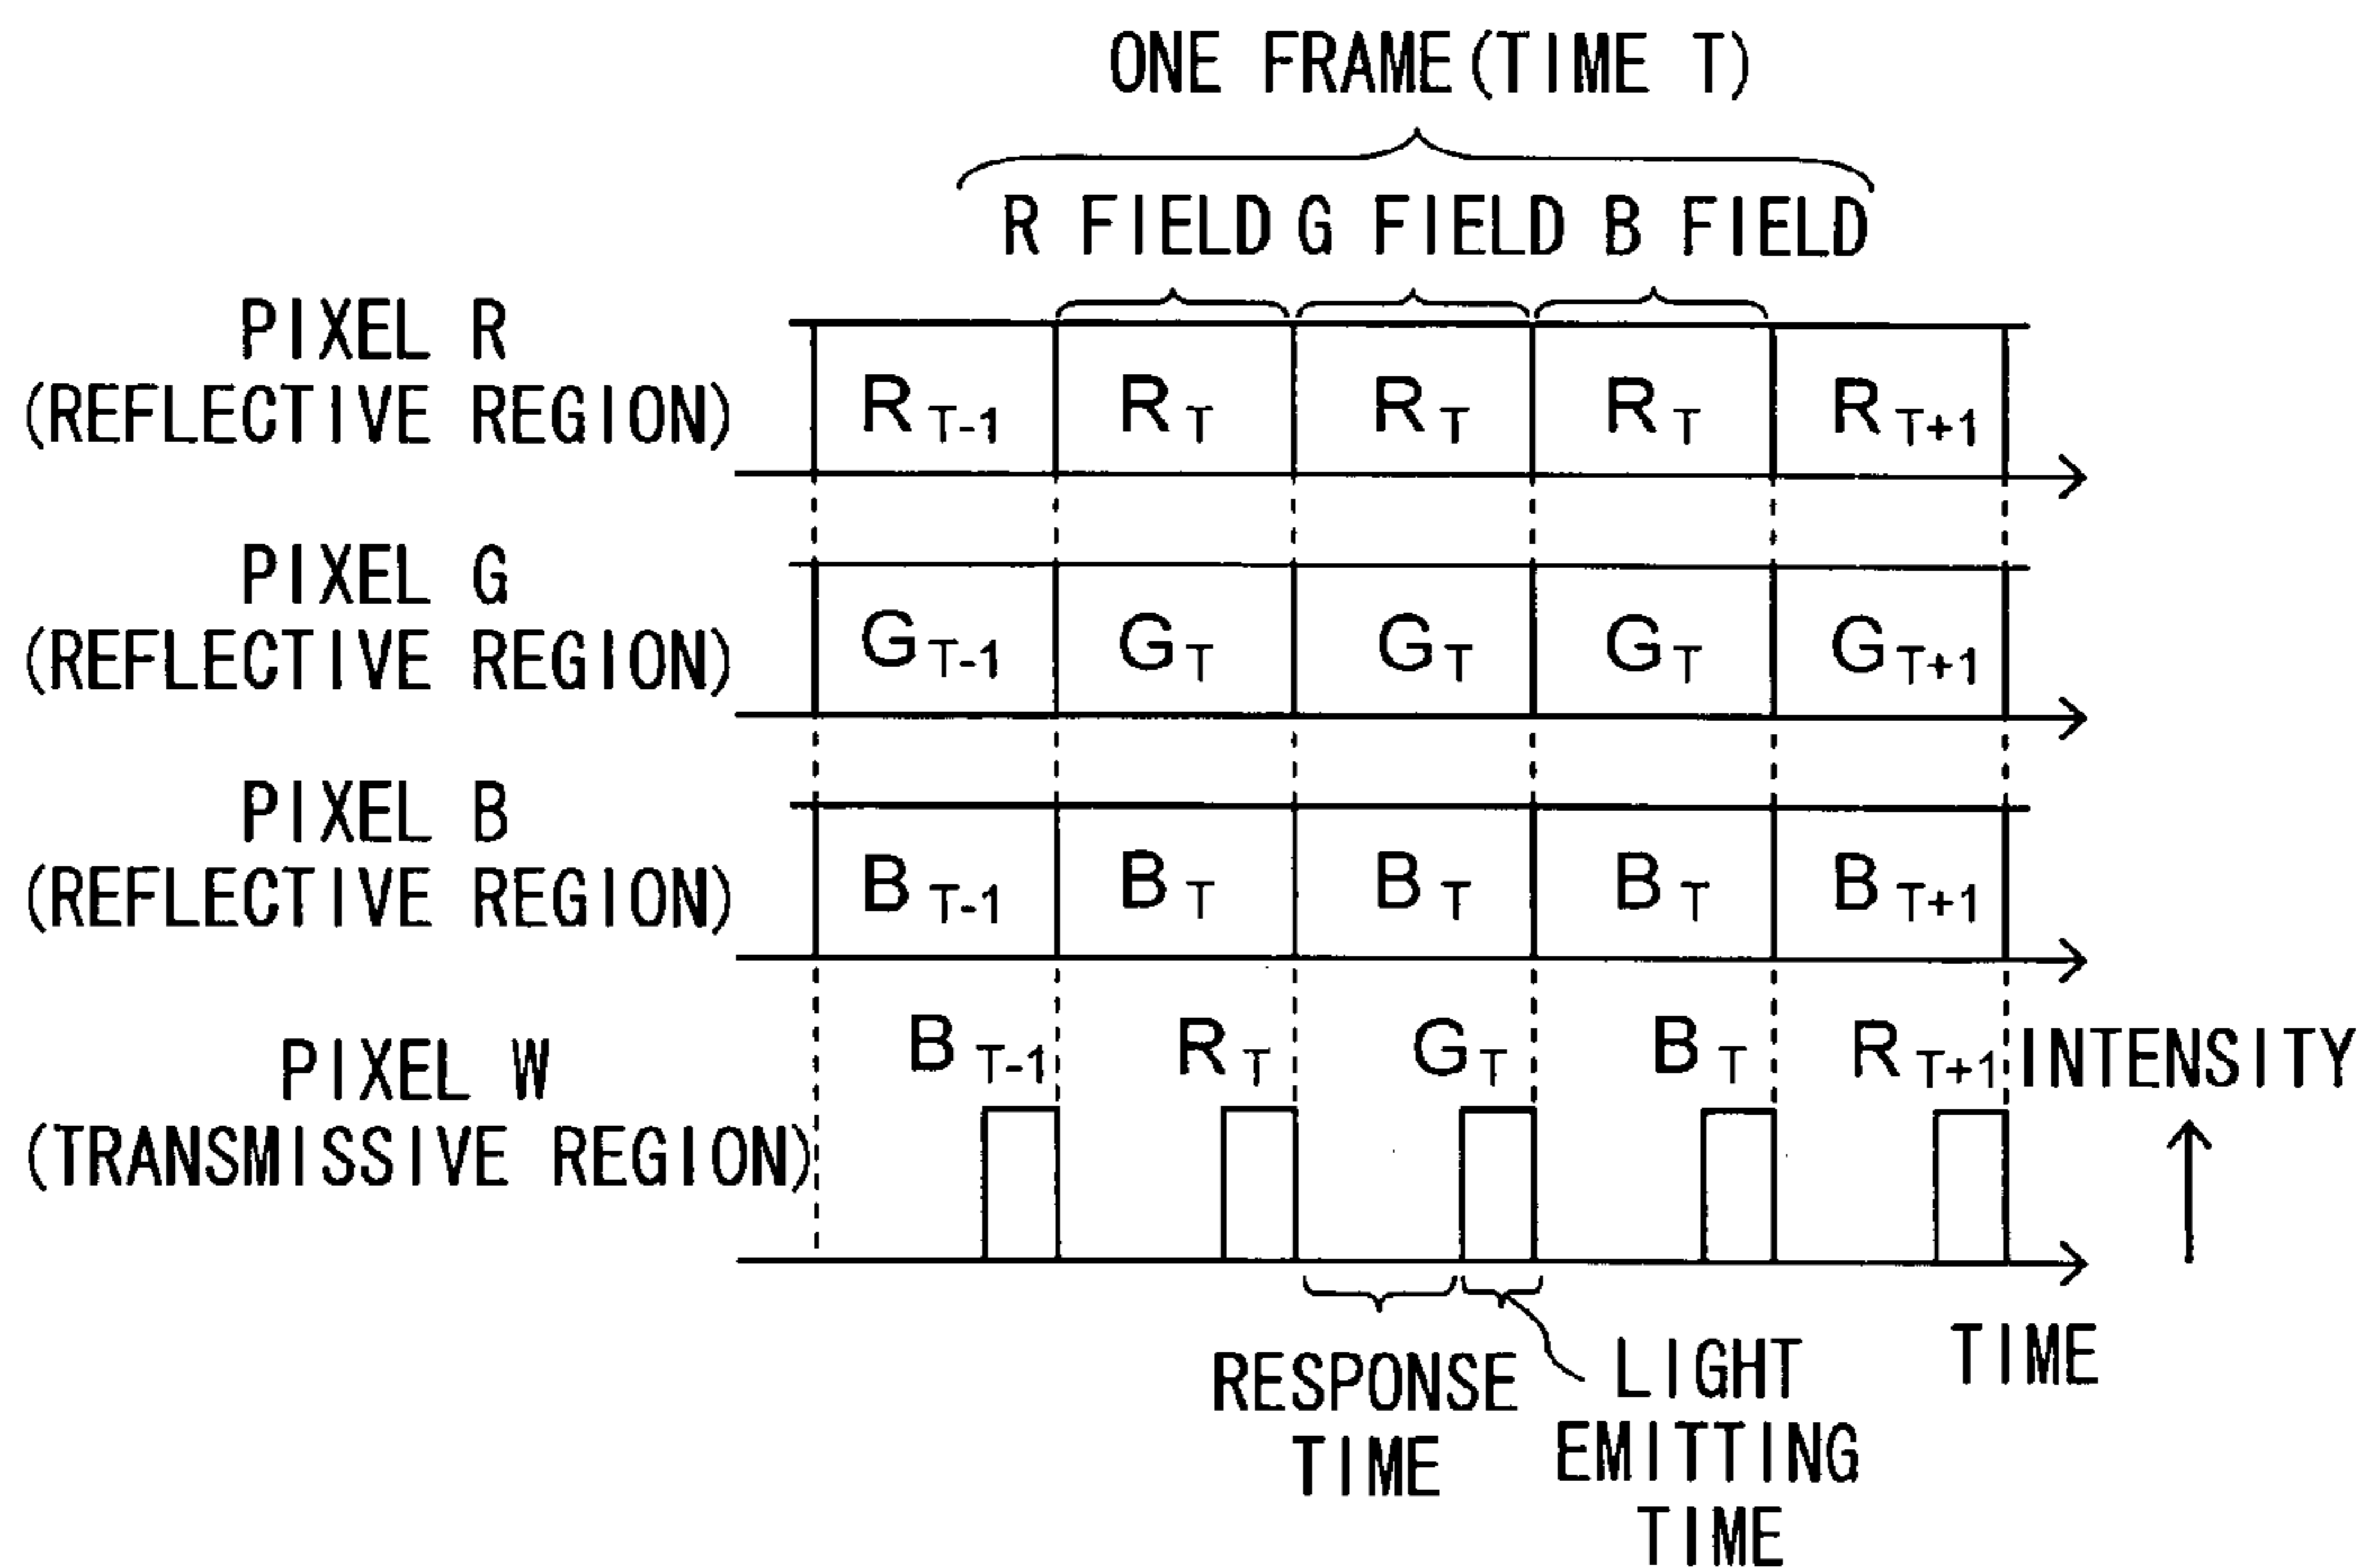 ONE FRAME(TIME T)
R FIELD G FIELD B FIELD
PIXEL R
(REFLECTIVE REGION)
R T-1 R T R T R T R T+1
PIXEL G
(REFLECTIVE REGION)
G T-1 G T G T G T G T+1
PIXEL B
(REFLECTIVE REGION)
B T-1 B T B T B T B T+1
PIXEL W
(TRANSMISSIVE REGION)
B T-1 R T G T B T R T+1
INTENSITY
RESPONSE
TIME
LIGHT
EMITTING
TIME
TIME